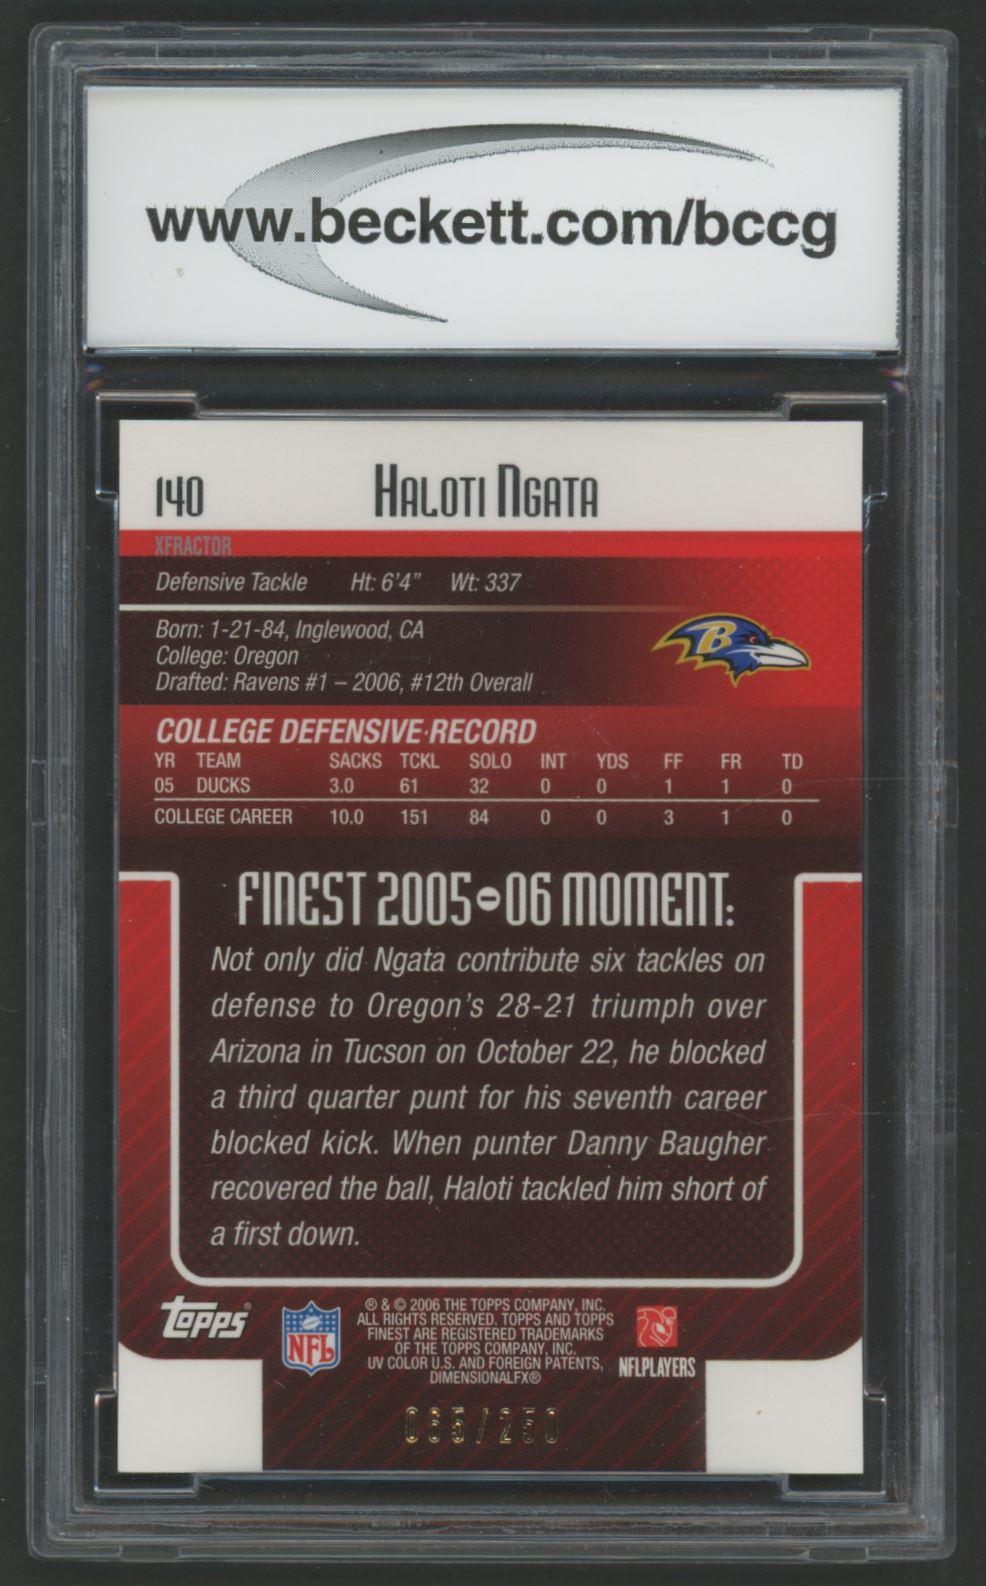 www.beckett.com/bccg
140 HALOTI NGATA
XFRACTOR
Defensive Tackle Ht: 6'4" Wt: 337
Born: 1-21-84, Inglewood, CA
College: Oregon
Drafted: Ravens #1 – 2006, #12th Overall
B
COLLEGE DEFENSIVE RECORD
YR TEAM SACKS TCKL SOLO INT YDS FF FR TD
05 DUCKS 3.0 61 32 0 0 1 1 0
COLLEGE CAREER 10.0 151 84 0 0 3 1 0
FINEST 2005-06 MOMENT:
Not only did Ngata contribute six tackles on
defense to Oregon's 28-21 triumph over
Arizona in Tucson on October 22, he blocked
a third quarter punt for his seventh career
blocked kick. When punter Danny Baugher
recovered the ball, Haloti tackled him short of
a first down.
topps®
NFL
® & © 2006 THE TOPPS COMPANY, INC.
ALL RIGHTS RESERVED. TOPPS AND TOPPS
FINEST ARE REGISTERED TRADEMARKS
OF THE TOPPS COMPANY, INC.
UV COLOR U.S. AND FOREIGN PATENTS,
DIMENSIONALFX®
NFLPLAYERS
065/250